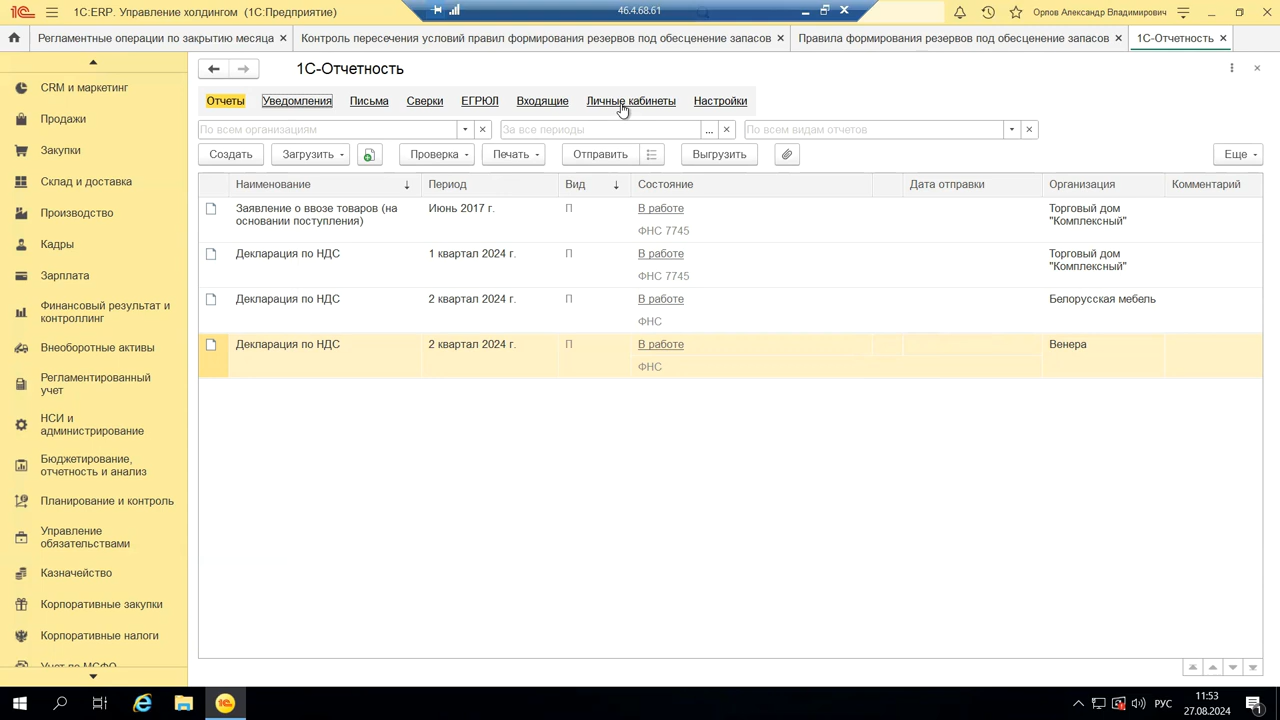 1С:ERP. Управление холдингом (1С:Предприятие)
46.4.68.61
Орлов Александр Владимирович
Регламентные операции по закрытию месяца
Контроль пересечения условий правил формирования резервов под обесценение запасов
Правила формирования резервов под обесценение запасов
1С-Отчетность
CRM и маркетинг
Продажи
Закупки
Склад и доставка
Производство
Кадры
Зарплата
Финансовый результат и
контроллинг
Внеоборотные активы
Регламентированный
учет
НСИ и
администрирование
Бюджетирование,
отчетность и анализ
Планирование и контроль
Управление
обязательствами
Казначейство
Корпоративные закупки
Корпоративные налоги
Учет по МСФО
1С-Отчетность
Отчеты Уведомления Письма Сверки ЕГРЮЛ Входящие Личные кабинеты Настройки
По всем организациям За все периоды ... По всем видам отчетов
Создать Загрузить Проверка Печать Отправить Выгрузить Еще
Наименование Период Вид Состояние Дата отправки Организация Комментарий
Заявление о ввозе товаров (на Июнь 2017 г. П В работе Торговый дом
основании поступления) "Комплексный"
ФНС 7745
Декларация по НДС 1 квартал 2024 г. П В работе Торговый дом
"Комплексный"
ФНС 7745
Декларация по НДС 2 квартал 2024 г. П В работе Белорусская мебель
ФНС
Декларация по НДС 2 квартал 2024 г. П В работе Венера
ФНС
РУС
11:53
27.08.2024
1